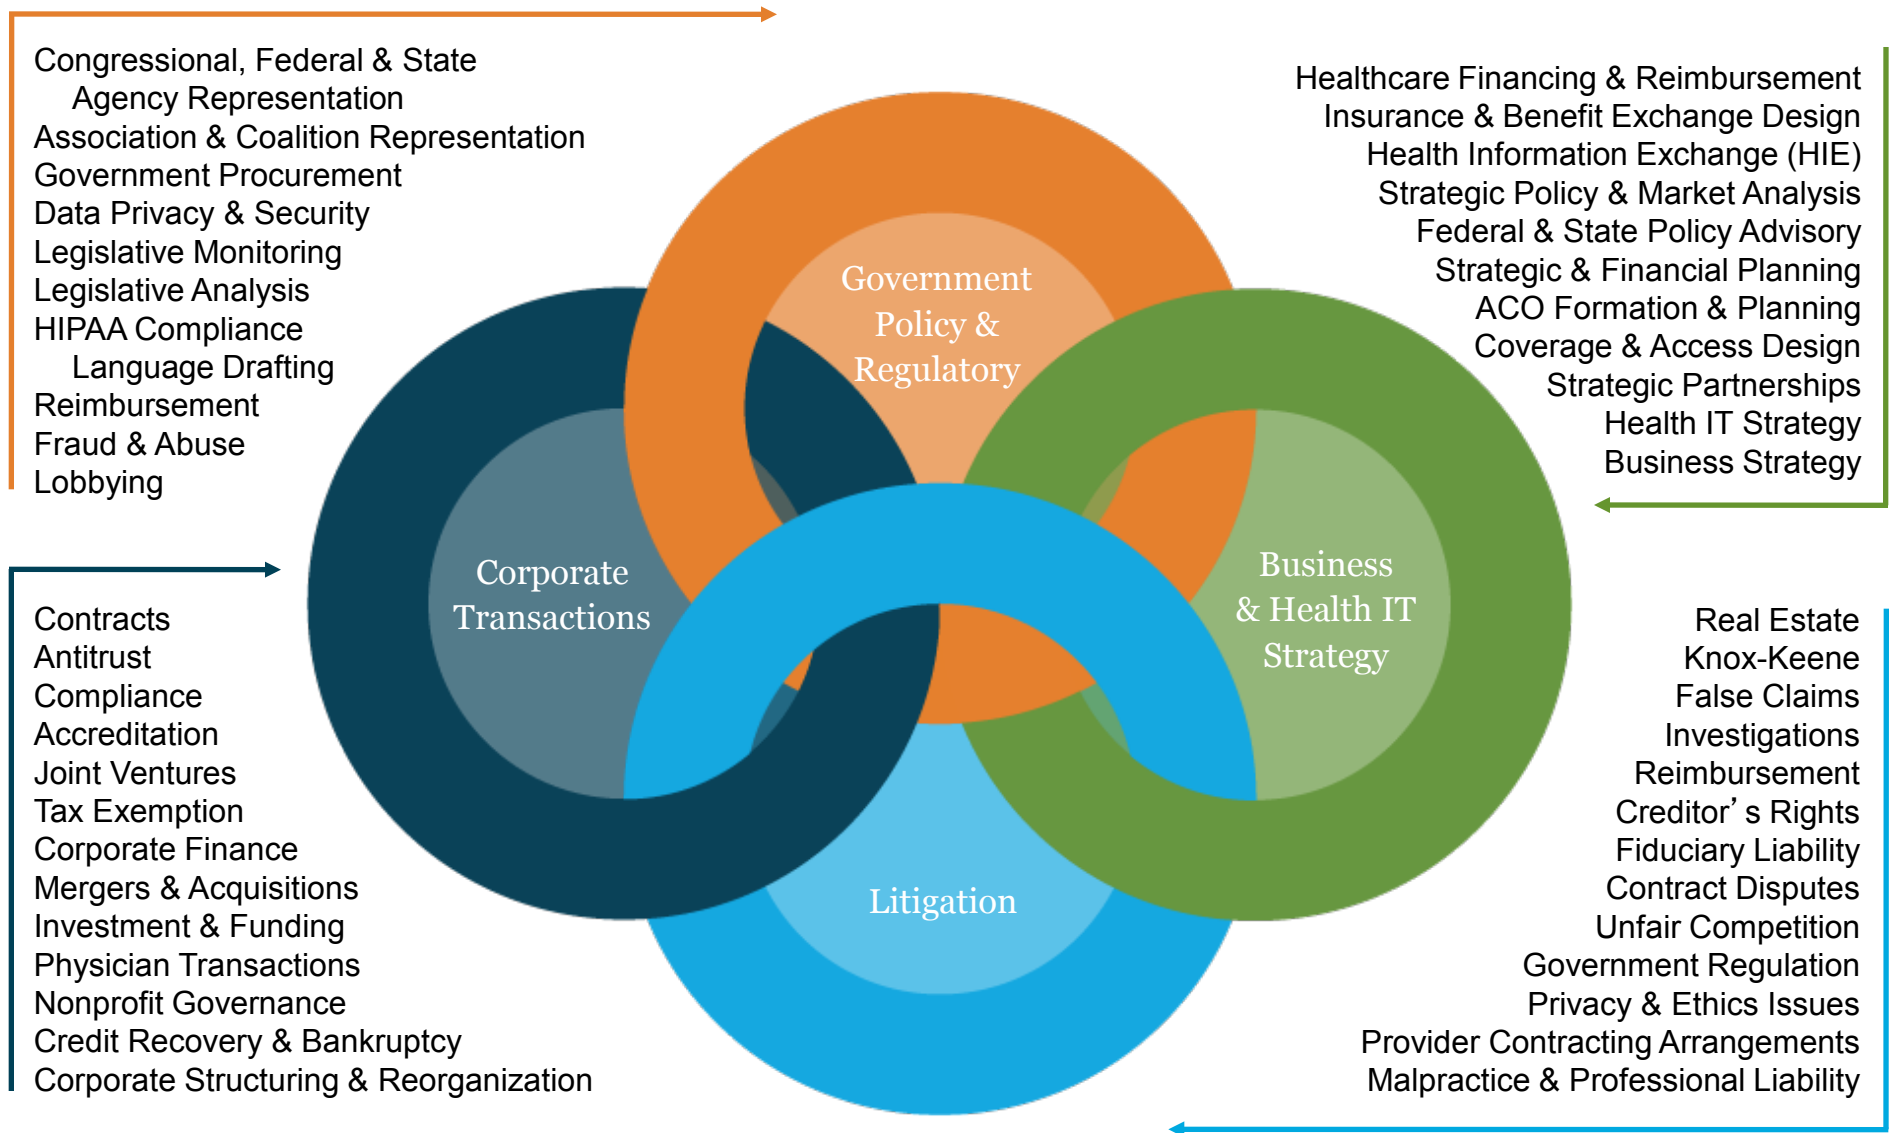 Congressional, Federal & State
Agency Representation
Association & Coalition Representation
Government Procurement
Data Privacy & Security
Legislative Monitoring
Legislative Analysis
HIPAA Compliance
Language Drafting
Reimbursement
Fraud & Abuse
Lobbying
Healthcare Financing & Reimbursement
Insurance & Benefit Exchange Design
Health Information Exchange (HIE)
Strategic Policy & Market Analysis
Federal & State Policy Advisory
Strategic & Financial Planning
ACO Formation & Planning
Coverage & Access Design
Strategic Partnerships
Health IT Strategy
Business Strategy
Government
Policy &
Regulatory
Corporate
Transactions
Business
& Health IT
Strategy
Litigation
Contracts
Antitrust
Compliance
Accreditation
Joint Ventures
Tax Exemption
Corporate Finance
Mergers & Acquisitions
Investment & Funding
Physician Transactions
Nonprofit Governance
Credit Recovery & Bankruptcy
Corporate Structuring & Reorganization
Real Estate
Knox-Keene
False Claims
Investigations
Reimbursement
Creditor’s Rights
Fiduciary Liability
Contract Disputes
Unfair Competition
Government Regulation
Privacy & Ethics Issues
Provider Contracting Arrangements
Malpractice & Professional Liability